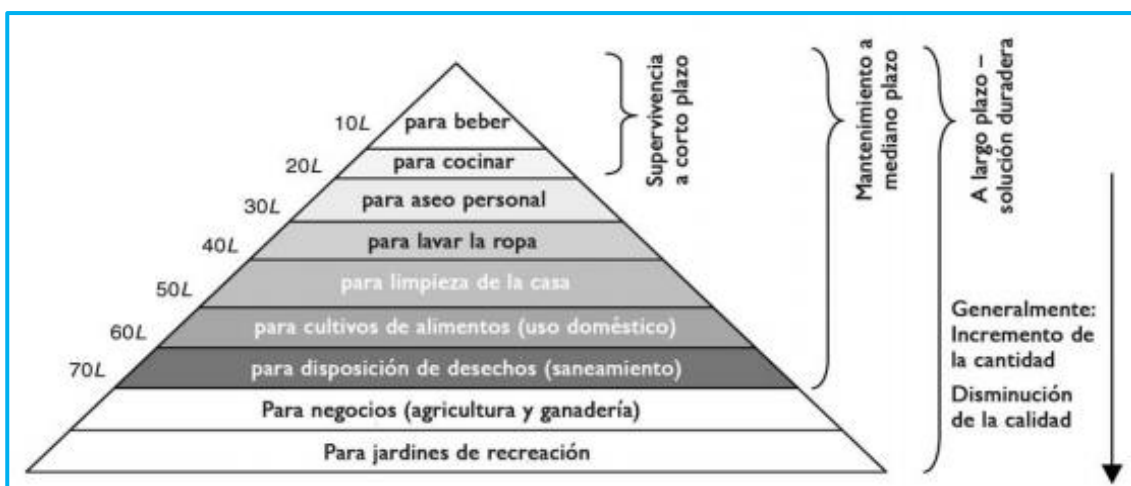 10L
para beber
20L
para cocinar
30L
para aseo personal
40L
para lavar la ropa
50L
para limpieza de la casa
60L
para cultivos de alimentos (uso doméstico)
70L
para disposición de desechos (saneamiento)
Para negocios (agricultura y ganadería)
Para jardines de recreación
Supervivencia
a corto plazo
Mantenimiento a
mediano plazo
A largo plazo –
solución duradera
Generalmente:
Incremento de
la cantidad
Disminución
de la calidad